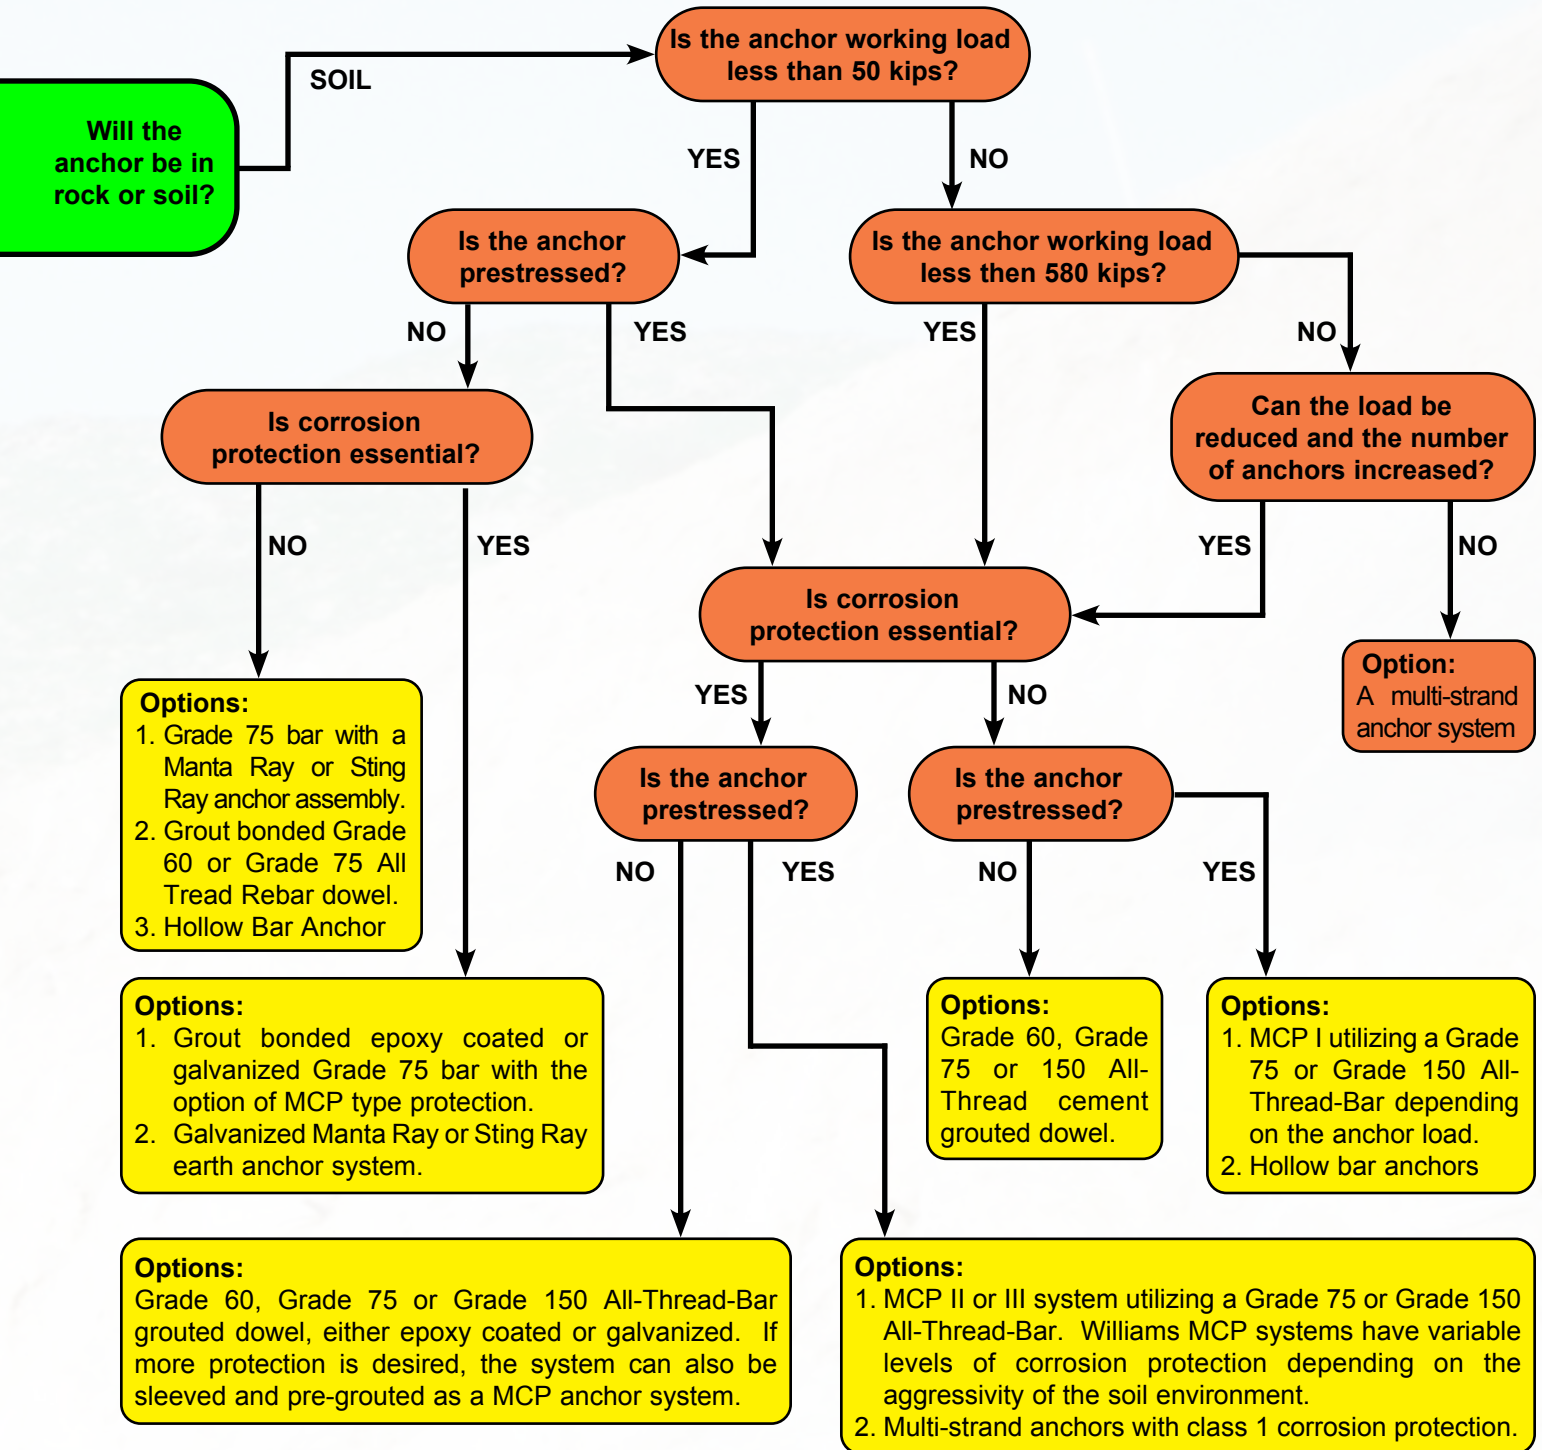 Is the anchor working load
less than 50 kips?
SOIL
Will the
anchor be in
rock or soil?
YES
NO
Is the anchor
prestressed?
Is the anchor working load
less then 580 kips?
NO
YES
YES
NO
Is corrosion
protection essential?
Can the load be
reduced and the number
of anchors increased?
NO
YES
YES
NO
Is corrosion
protection essential?
Option:
A multi-strand
anchor system
YES
NO
Options:
1. Grade 75 bar with a
Manta Ray or Sting
Ray anchor assembly.
2. Grout bonded Grade
60 or Grade 75 All
Tread Rebar dowel.
3. Hollow Bar Anchor
Is the anchor
prestressed?
Is the anchor
prestressed?
NO
YES
NO
YES
Options:
1. Grout bonded epoxy coated or
galvanized Grade 75 bar with the
option of MCP type protection.
2. Galvanized Manta Ray or Sting Ray
earth anchor system.
Options:
Grade 60, Grade
75 or 150 All-
Thread cement
grouted dowel.
Options:
1. MCP I utilizing a Grade
75 or Grade 150 All-
Thread-Bar depending
on the anchor load.
2. Hollow bar anchors
Options:
Grade 60, Grade 75 or Grade 150 All-Thread-Bar
grouted dowel, either epoxy coated or galvanized. If
more protection is desired, the system can also be
sleeved and pre-grouted as a MCP anchor system.
Options:
1. MCP II or III system utilizing a Grade 75 or Grade 150
All-Thread-Bar. Williams MCP systems have variable
levels of corrosion protection depending on the
aggressivity of the soil environment.
2. Multi-strand anchors with class 1 corrosion protection.